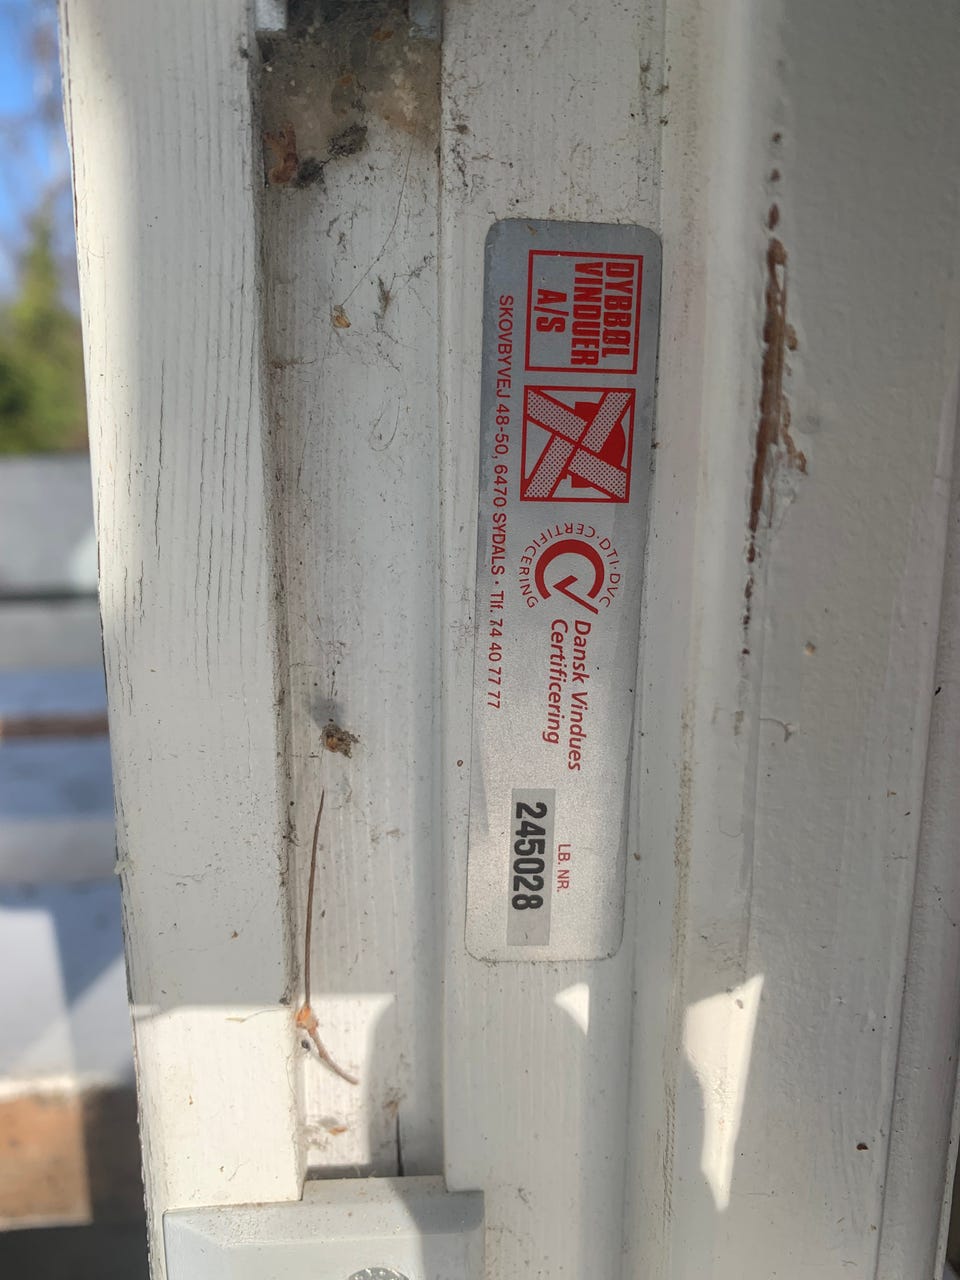 DYBBØL
VINDUER
A/S
SKOVBYVEJ 48-50, 6470 SYDALS · Tlf. 74 40 77 77
DTI·DVC·CERTIFICERING
Dansk Vindues
Certificering
LB. NR.
245028